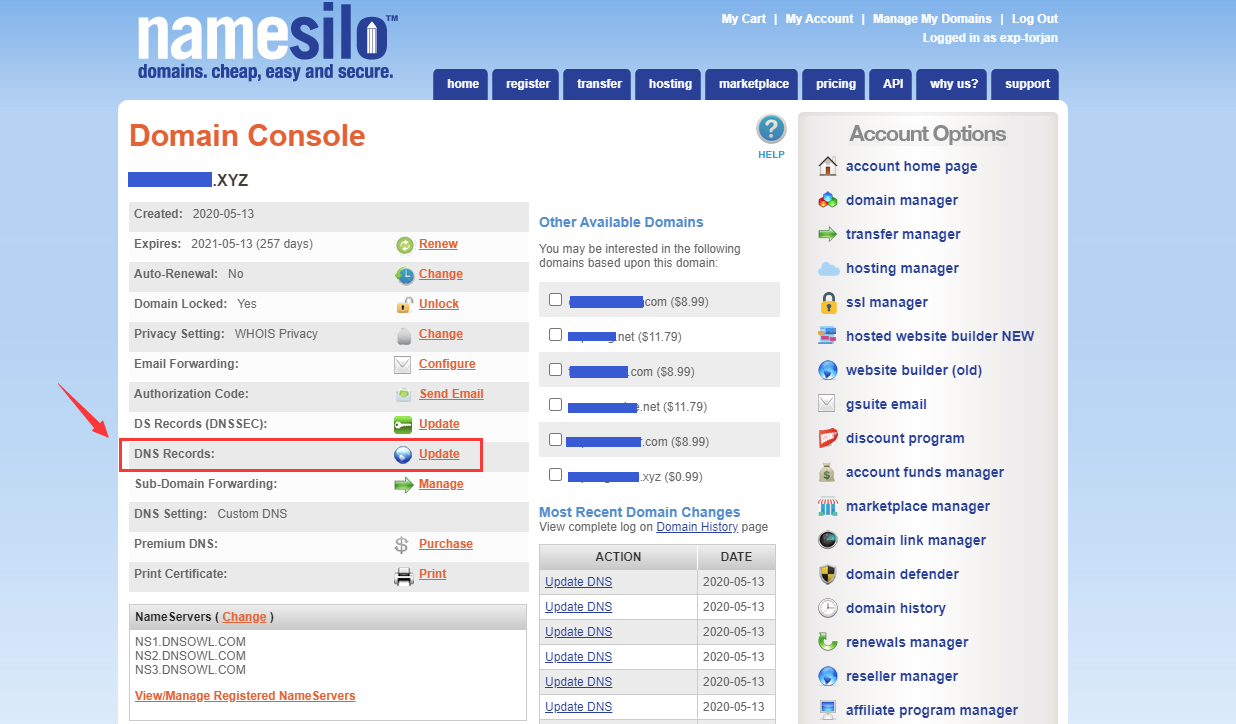 namesilo™
domains. cheap, easy and secure.
My Cart | My Account | Manage My Domains | Log Out
Logged in as exp-torjan
home register transfer hosting marketplace pricing API why us? support
Domain Console
HELP
.XYZ
Created: 2020-05-13
Expires: 2021-05-13 (257 days) Renew
Auto-Renewal: No Change
Domain Locked: Yes Unlock
Privacy Setting: WHOIS Privacy Change
Email Forwarding: Configure
Authorization Code: Send Email
DS Records (DNSSEC): Update
DNS Records: Update
Sub-Domain Forwarding: Manage
DNS Setting: Custom DNS
Premium DNS: Purchase
Print Certificate: Print
NameServers ( Change )
NS1.DNSOWL.COM
NS2.DNSOWL.COM
NS3.DNSOWL.COM
View/Manage Registered NameServers
Other Available Domains
You may be interested in the following
domains based upon this domain:
.com ($8.99)
.net ($11.79)
.com ($8.99)
.net ($11.79)
.com ($8.99)
.xyz ($0.99)
Most Recent Domain Changes
View complete log on Domain History page
ACTION DATE
Update DNS 2020-05-13
Update DNS 2020-05-13
Update DNS 2020-05-13
Update DNS 2020-05-13
Update DNS 2020-05-13
Update DNS 2020-05-13
Account Options
account home page
domain manager
transfer manager
hosting manager
ssl manager
hosted website builder NEW
website builder (old)
gsuite email
discount program
account funds manager
marketplace manager
domain link manager
domain defender
domain history
renewals manager
reseller manager
affiliate program manager